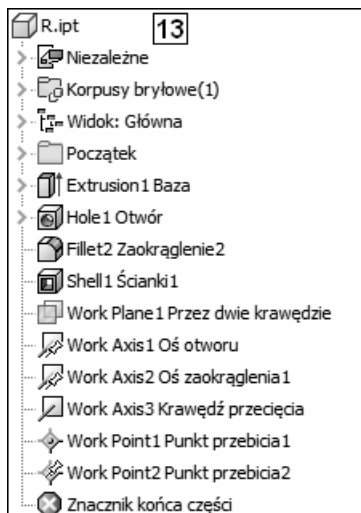 R.ipt 13
Niezależne
Korpusy bryłowe(1)
Widok: Główna
Początek
Extrusion1 Baza
Hole1 Otwór
Fillet2 Zaokrąglenie2
Shell1 Ścianki1
Work Plane1 Przez dwie krawędzie
Work Axis1 Oś otworu
Work Axis2 Oś zaokrąglenia1
Work Axis3 Krawędź przecięcia
Work Point1 Punkt przebicia1
Work Point2 Punkt przebicia2
Znacznik końca części